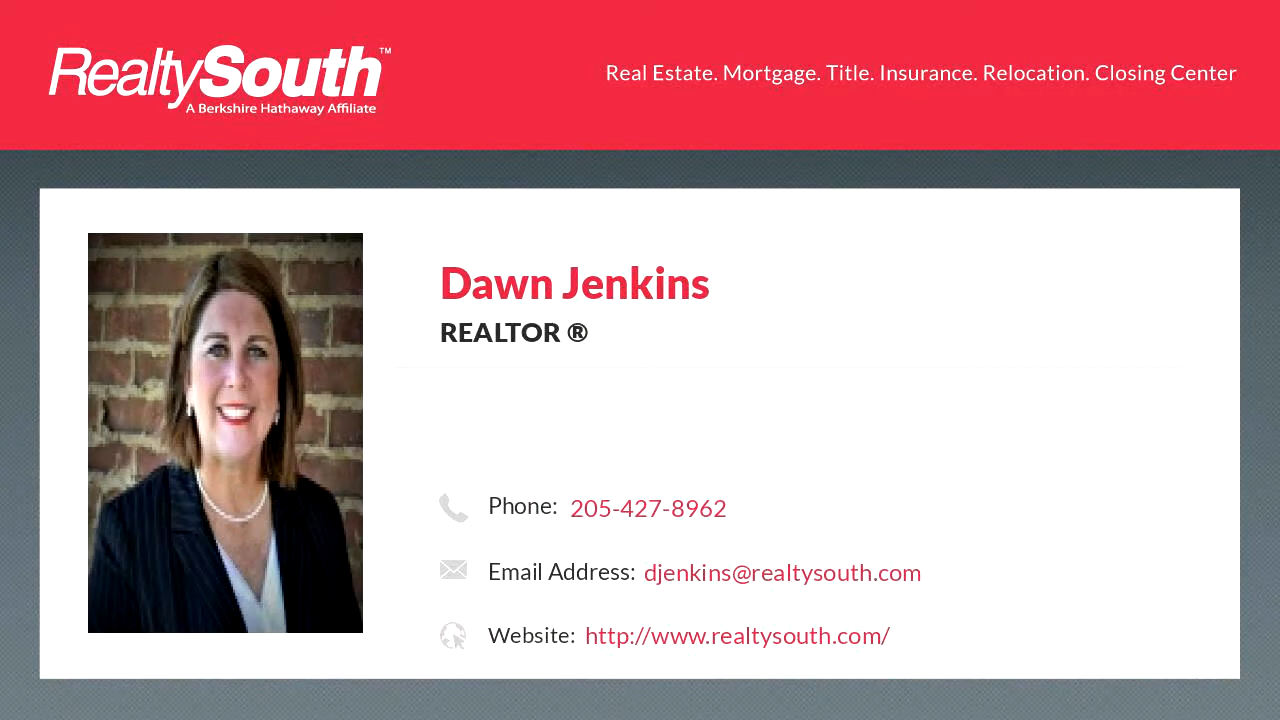 RealtySouth™
A Berkshire Hathaway Affiliate
Real Estate. Mortgage. Title. Insurance. Relocation. Closing Center
Dawn Jenkins
REALTOR ®
Phone: 205-427-8962
Email Address: djenkins@realtysouth.com
Website: http://www.realtysouth.com/